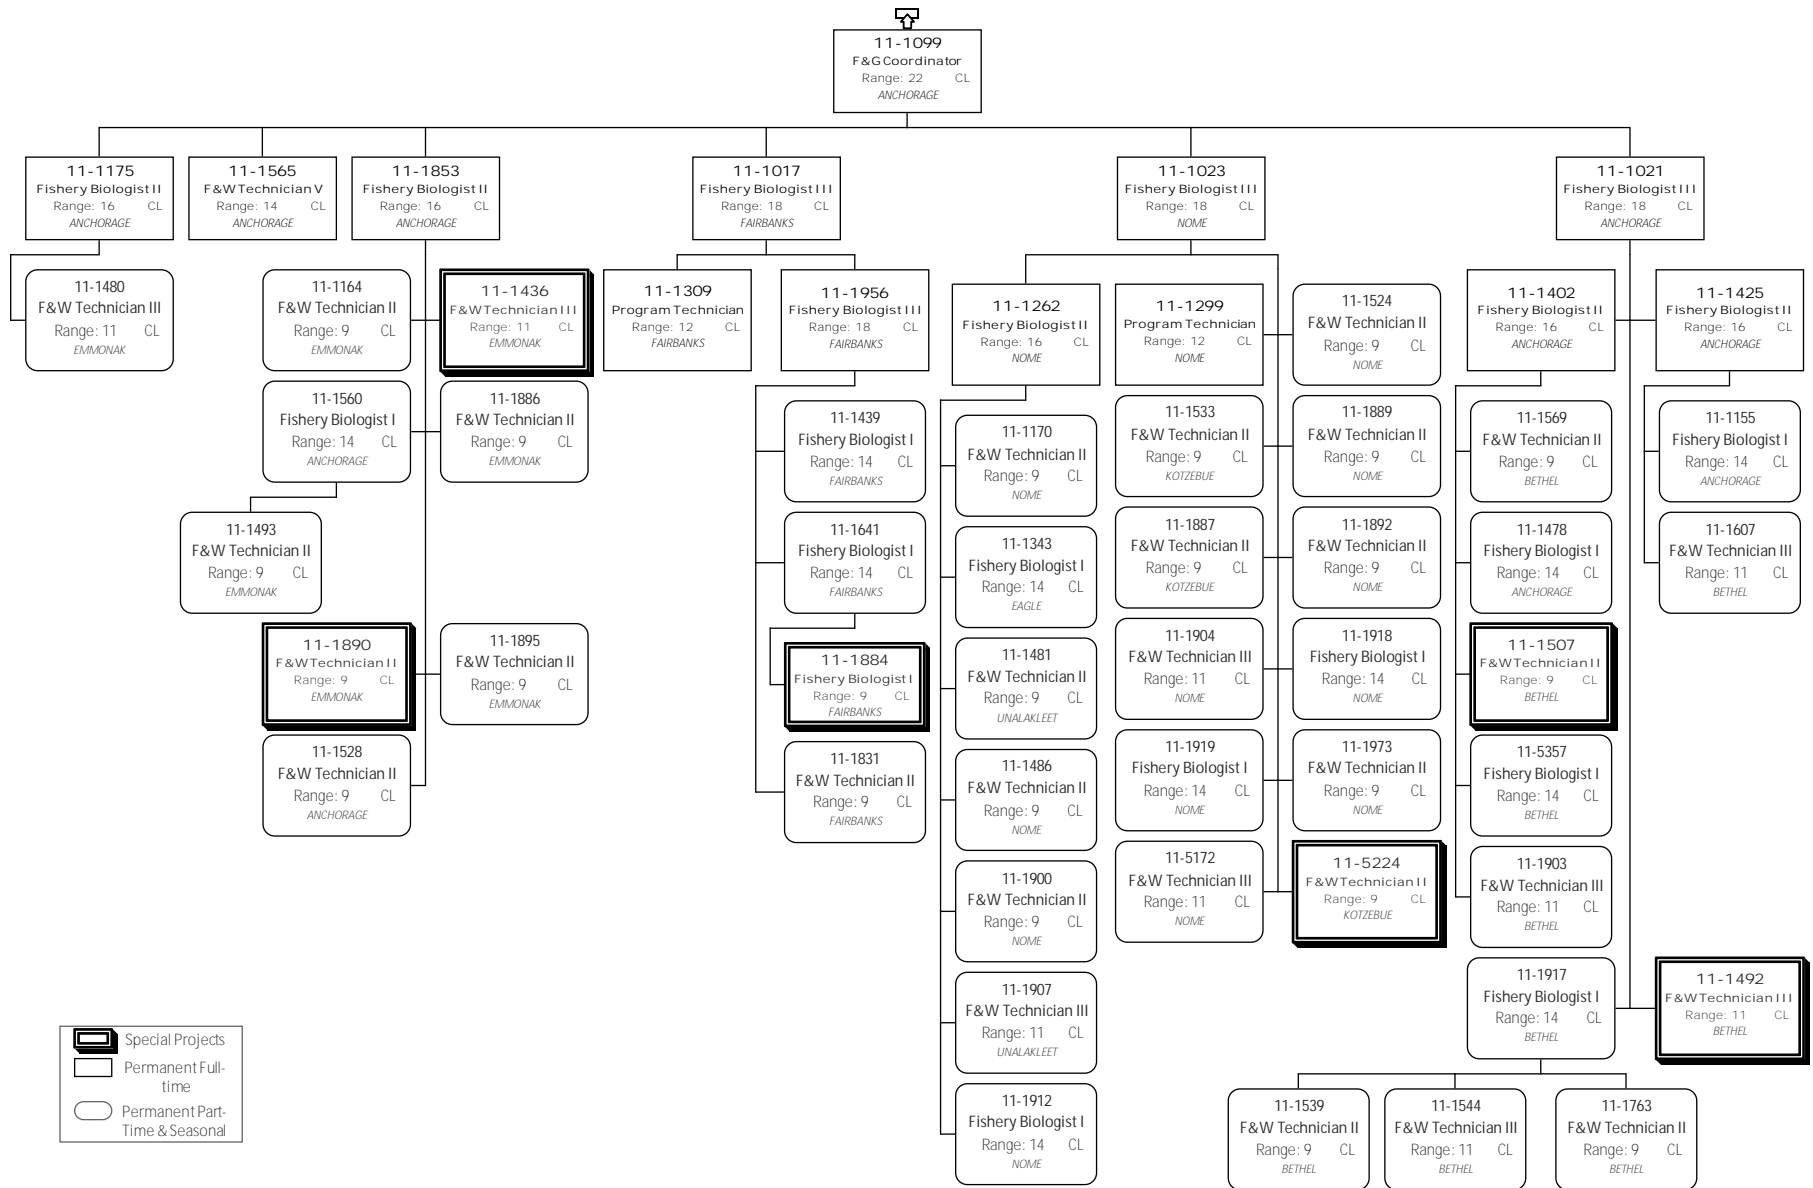 11-1099
F&G Coordinator
Range: 22 CL
ANCHORAGE
11-1175
Fishery Biologist II
Range: 16 CL
ANCHORAGE
11-1565
F&W Technician V
Range: 14 CL
ANCHORAGE
11-1853
Fishery Biologist II
Range: 16 CL
ANCHORAGE
11-1017
Fishery Biologist III
Range: 18 CL
FAIRBANKS
11-1023
Fishery Biologist III
Range: 18 CL
NOME
11-1021
Fishery Biologist III
Range: 18 CL
ANCHORAGE
11-1480
F&W Technician III
Range: 11 CL
EMMONAK
11-1164
F&W Technician II
Range: 9 CL
EMMONAK
11-1436
F&W Technician III
Range: 11 CL
EMMONAK
11-1560
Fishery Biologist I
Range: 14 CL
ANCHORAGE
11-1886
F&W Technician II
Range: 9 CL
EMMONAK
11-1493
F&W Technician II
Range: 9 CL
EMMONAK
11-1890
F&W Technician II
Range: 9 CL
EMMONAK
11-1895
F&W Technician II
Range: 9 CL
EMMONAK
11-1528
F&W Technician II
Range: 9 CL
ANCHORAGE
11-1309
Program Technician
Range: 12 CL
FAIRBANKS
11-1956
Fishery Biologist III
Range: 18 CL
FAIRBANKS
11-1439
Fishery Biologist I
Range: 14 CL
FAIRBANKS
11-1641
Fishery Biologist I
Range: 14 CL
FAIRBANKS
11-1884
Fishery Biologist I
Range: 9 CL
FAIRBANKS
11-1831
F&W Technician II
Range: 9 CL
FAIRBANKS
11-1262
Fishery Biologist II
Range: 16 CL
NOME
11-1170
F&W Technician II
Range: 9 CL
NOME
11-1343
Fishery Biologist I
Range: 14 CL
EAGLE
11-1481
F&W Technician II
Range: 9 CL
UNALAKLEET
11-1486
F&W Technician II
Range: 9 CL
NOME
11-1900
F&W Technician II
Range: 9 CL
NOME
11-1907
F&W Technician III
Range: 11 CL
UNALAKLEET
11-1912
Fishery Biologist I
Range: 14 CL
NOME
11-1299
Program Technician
Range: 12 CL
NOME
11-1524
F&W Technician II
Range: 9 CL
NOME
11-1533
F&W Technician II
Range: 9 CL
KOTZEBUE
11-1889
F&W Technician II
Range: 9 CL
NOME
11-1887
F&W Technician II
Range: 9 CL
KOTZEBUE
11-1892
F&W Technician II
Range: 9 CL
NOME
11-1904
F&W Technician III
Range: 11 CL
NOME
11-1918
Fishery Biologist I
Range: 14 CL
NOME
11-1919
Fishery Biologist I
Range: 14 CL
NOME
11-1973
F&W Technician II
Range: 9 CL
NOME
11-5172
F&W Technician III
Range: 11 CL
NOME
11-5224
F&W Technician II
Range: 9 CL
KOTZEBUE
11-1402
Fishery Biologist II
Range: 16 CL
ANCHORAGE
11-1425
Fishery Biologist II
Range: 16 CL
ANCHORAGE
11-1569
F&W Technician II
Range: 9 CL
BETHEL
11-1155
Fishery Biologist I
Range: 14 CL
ANCHORAGE
11-1478
Fishery Biologist I
Range: 14 CL
ANCHORAGE
11-1607
F&W Technician III
Range: 11 CL
BETHEL
11-1507
F&W Technician II
Range: 9 CL
BETHEL
11-5357
Fishery Biologist I
Range: 14 CL
BETHEL
11-1903
F&W Technician III
Range: 11 CL
BETHEL
11-1917
Fishery Biologist I
Range: 14 CL
BETHEL
11-1492
F&W Technician III
Range: 11 CL
BETHEL
11-1539
F&W Technician II
Range: 9 CL
BETHEL
11-1544
F&W Technician III
Range: 11 CL
BETHEL
11-1763
F&W Technician II
Range: 9 CL
BETHEL
Special Projects
Permanent Full-
time
Permanent Part-
Time & Seasonal